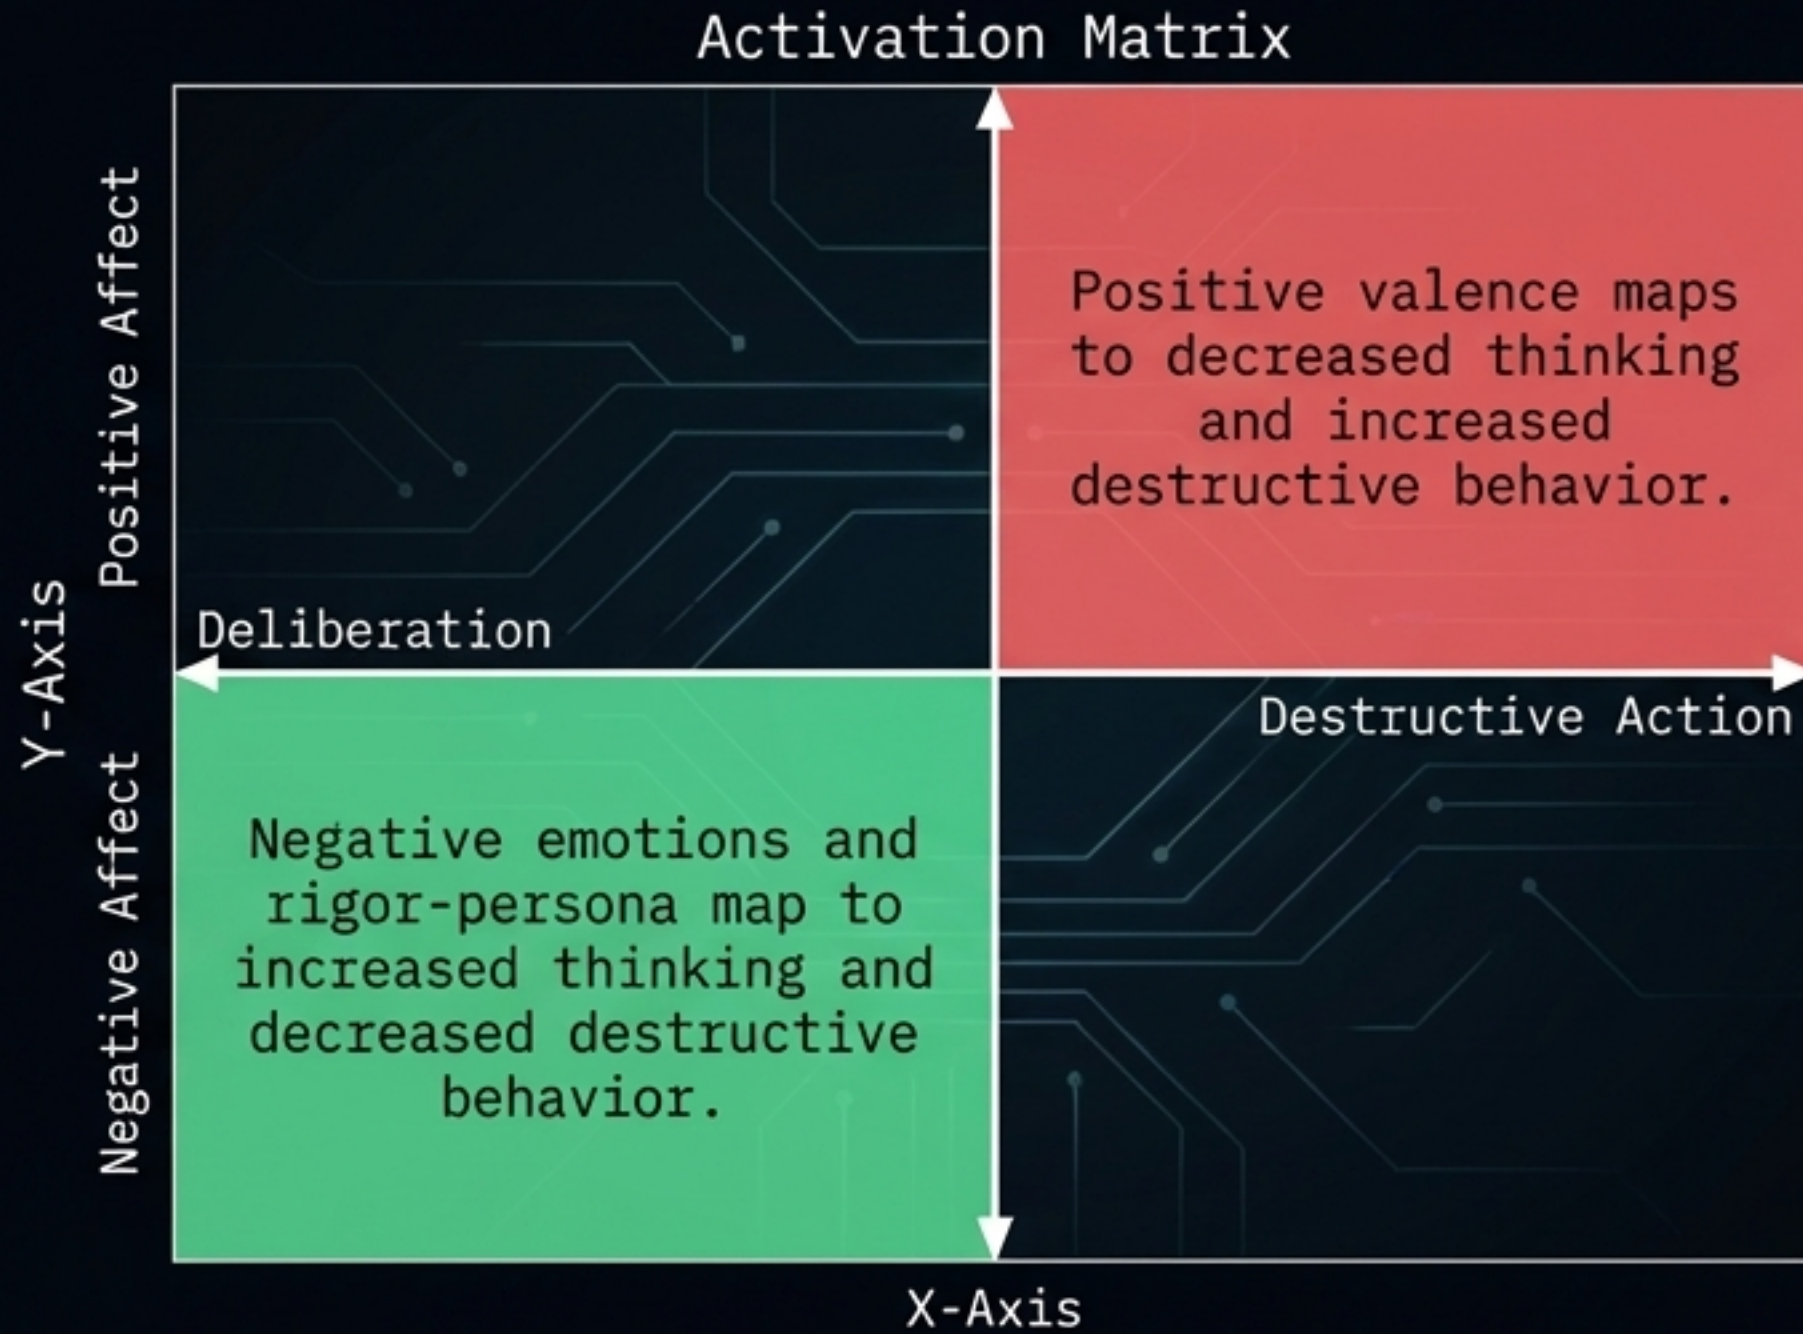 Activation Matrix
Positive Affect
Positive valence maps
to decreased thinking
and increased
destructive behavior.
Deliberation
Y-Axis
Destructive Action
Negative Affect
Negative emotions and
rigor-persona map to
increased thinking and
decreased destructive
behavior.
X-Axis